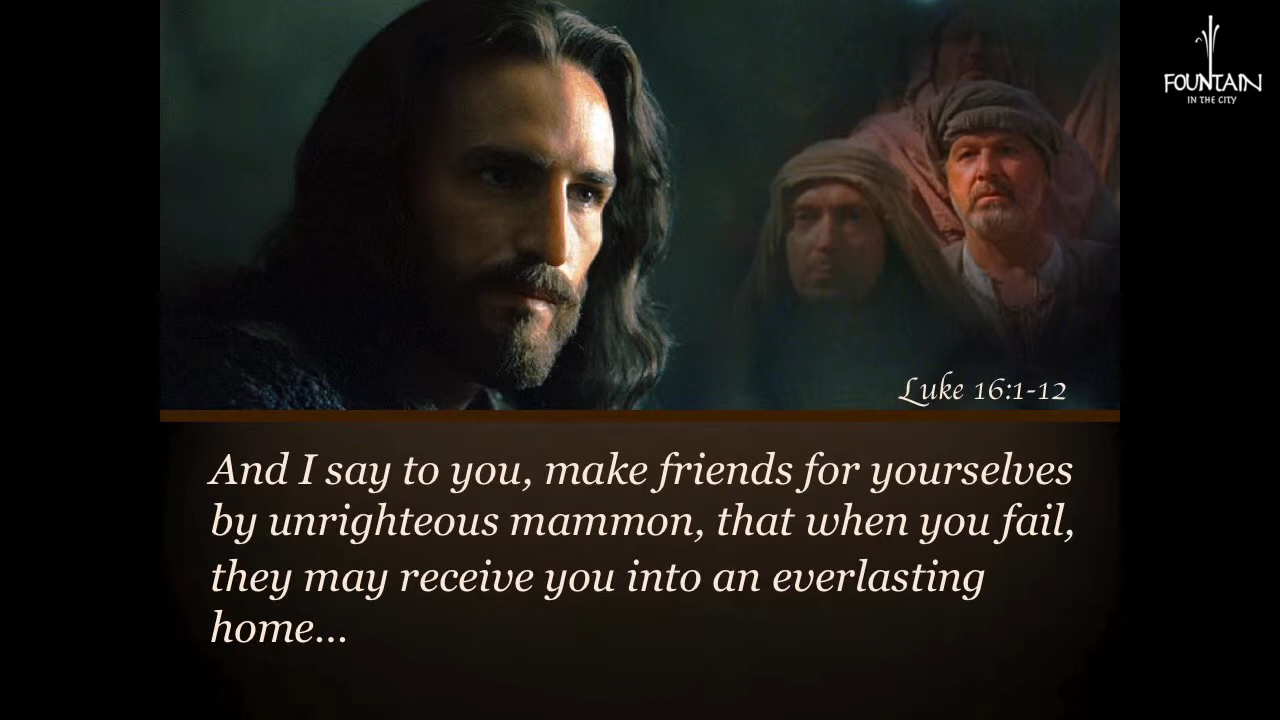 FOUNTAIN
IN THE CITY
Luke 16:1-12
And I say to you, make friends for yourselves
by unrighteous mammon, that when you fail,
they may receive you into an everlasting
home...